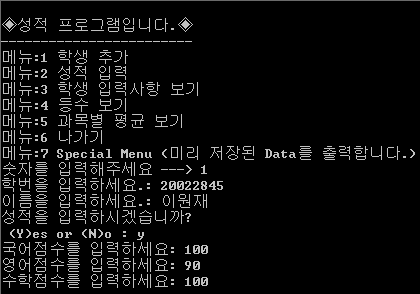 ◈성적 프로그램입니다.◈
------------------------
메뉴:1 학생 추가
메뉴:2 성적 입력
메뉴:3 학생 입력사항 보기
메뉴:4 등수 보기
메뉴:5 과목별 평균 보기
메뉴:6 나가기
메뉴:7 Special Menu (미리 저장된 Data를 출력합니다.)
숫자를 입력해주세요 ---> 1
학번을 입력하세요.: 20022845
이름을 입력하세요.: 이원재
성적을 입력하시겠습니까?
(Y)es or (N)o : y
국어점수를 입력하세요: 100
영어점수를 입력하세요: 90
수학점수를 입력하세요: 100